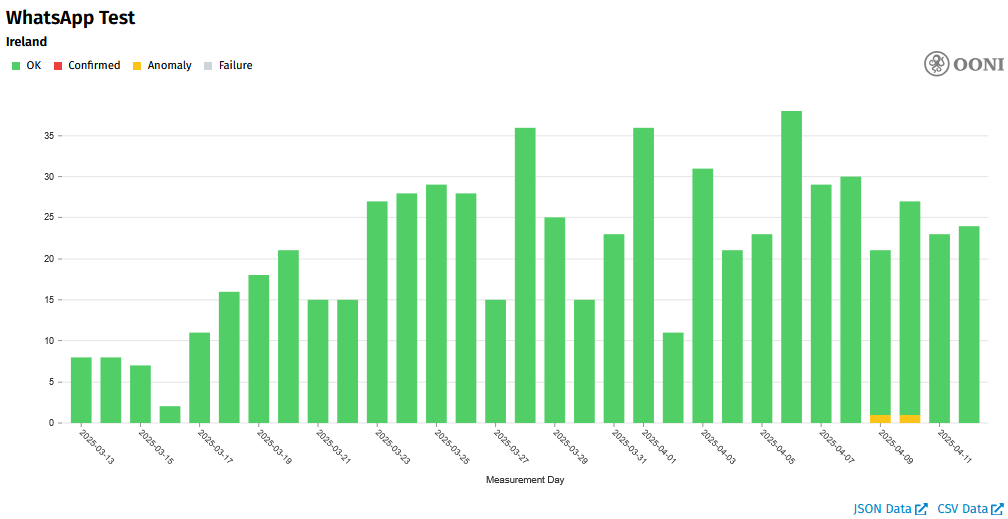 WhatsApp Test
Ireland
OK Confirmed Anomaly Failure
OONI
35
30
25
20
15
10
5
0
2025-03-13 2025-03-15 2025-03-17 2025-03-19 2025-03-21 2025-03-23 2025-03-25 2025-03-27 2025-03-29 2025-03-31 2025-04-01 2025-04-03 2025-04-05 2025-04-07 2025-04-09 2025-04-11
Measurement Day
JSON Data CSV Data